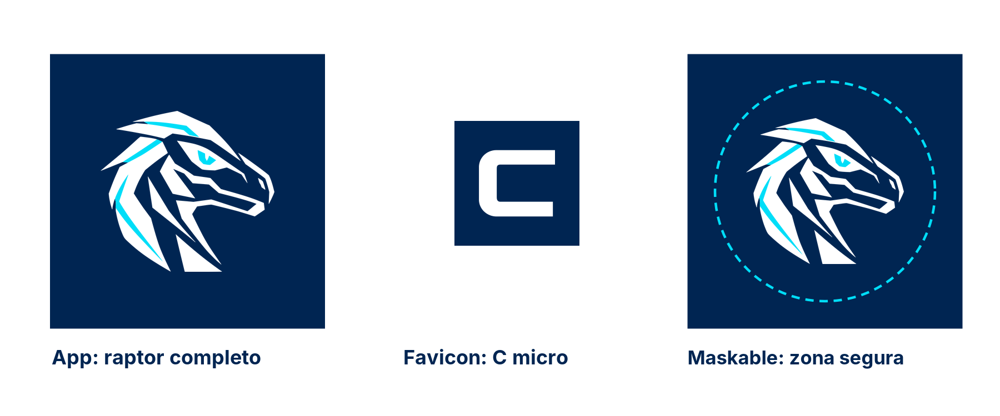 C
App: raptor completo
Favicon: C micro
Maskable: zona segura